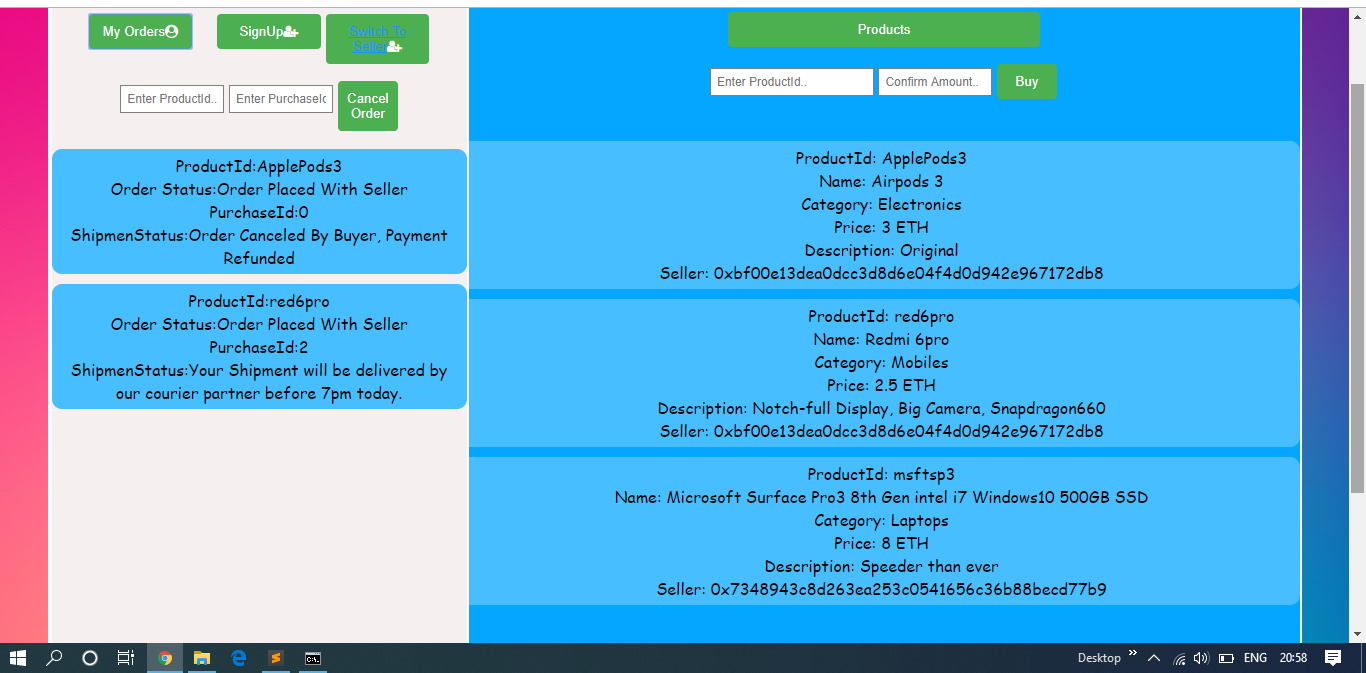 My Orders
SignUp
Switch To
Seller
Enter ProductId..
Enter PurchaseId
Cancel
Order
ProductId:ApplePods3
Order Status:Order Placed With Seller
PurchaseId:0
ShipmenStatus:Order Canceled By Buyer, Payment
Refunded
ProductId:red6pro
Order Status:Order Placed With Seller
PurchaseId:2
ShipmenStatus:Your Shipment will be delivered by
our courier partner before 7pm today.
Products
Enter ProductId..
Confirm Amount..
Buy
ProductId: ApplePods3
Name: Airpods 3
Category: Electronics
Price: 3 ETH
Description: Original
Seller: 0xbf00e13dea0dcc3d8d6e04f4d0d942e967172db8
ProductId: red6pro
Name: Redmi 6pro
Category: Mobiles
Price: 2.5 ETH
Description: Notch-full Display, Big Camera, Snapdragon660
Seller: 0xbf00e13dea0dcc3d8d6e04f4d0d942e967172db8
ProductId: msftsp3
Name: Microsoft Surface Pro3 8th Gen intel i7 Windows10 500GB SSD
Category: Laptops
Price: 8 ETH
Description: Speeder than ever
Seller: 0x7348943c8d263ea253c0541656c36b88becd77b9
Desktop
ENG
20:58